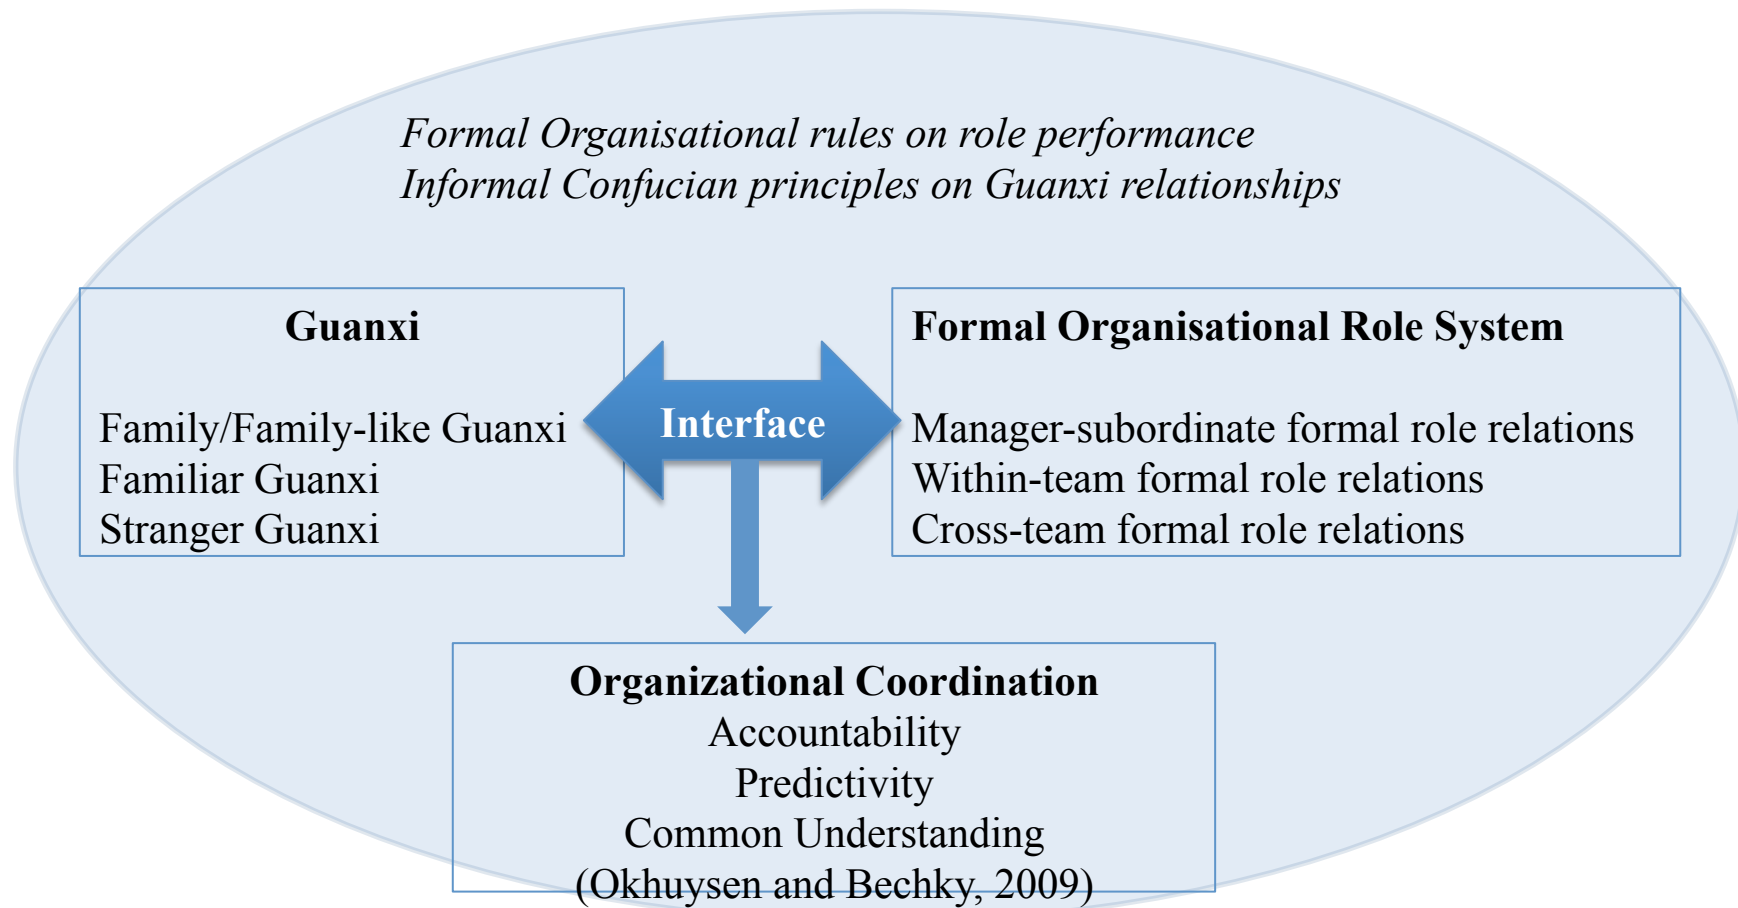 Formal Organisational rules on role performance
Informal Confucian principles on Guanxi relationships
Guanxi
Family/Family-like Guanxi
Familiar Guanxi
Stranger Guanxi
Interface
Formal Organisational Role System
Manager-subordinate formal role relations
Within-team formal role relations
Cross-team formal role relations
Organizational Coordination
Accountability
Predictivity
Common Understanding
(Okhuysen and Bechky, 2009)